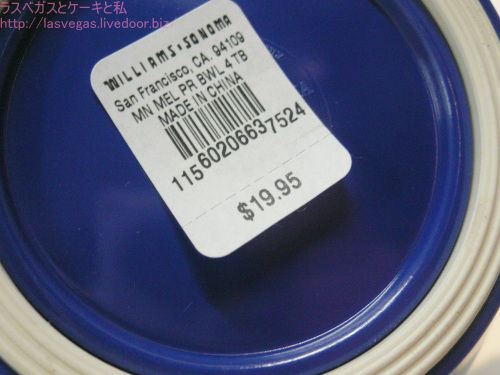 ラスベガスとケーキと私
http://lasvegas.livedoor.biz/
WILLIAMS-SONOMA
San Francisco, CA. 94109
MN MEL PR BWL 4 TB
MADE IN CHINA
11560206637524
$19.95